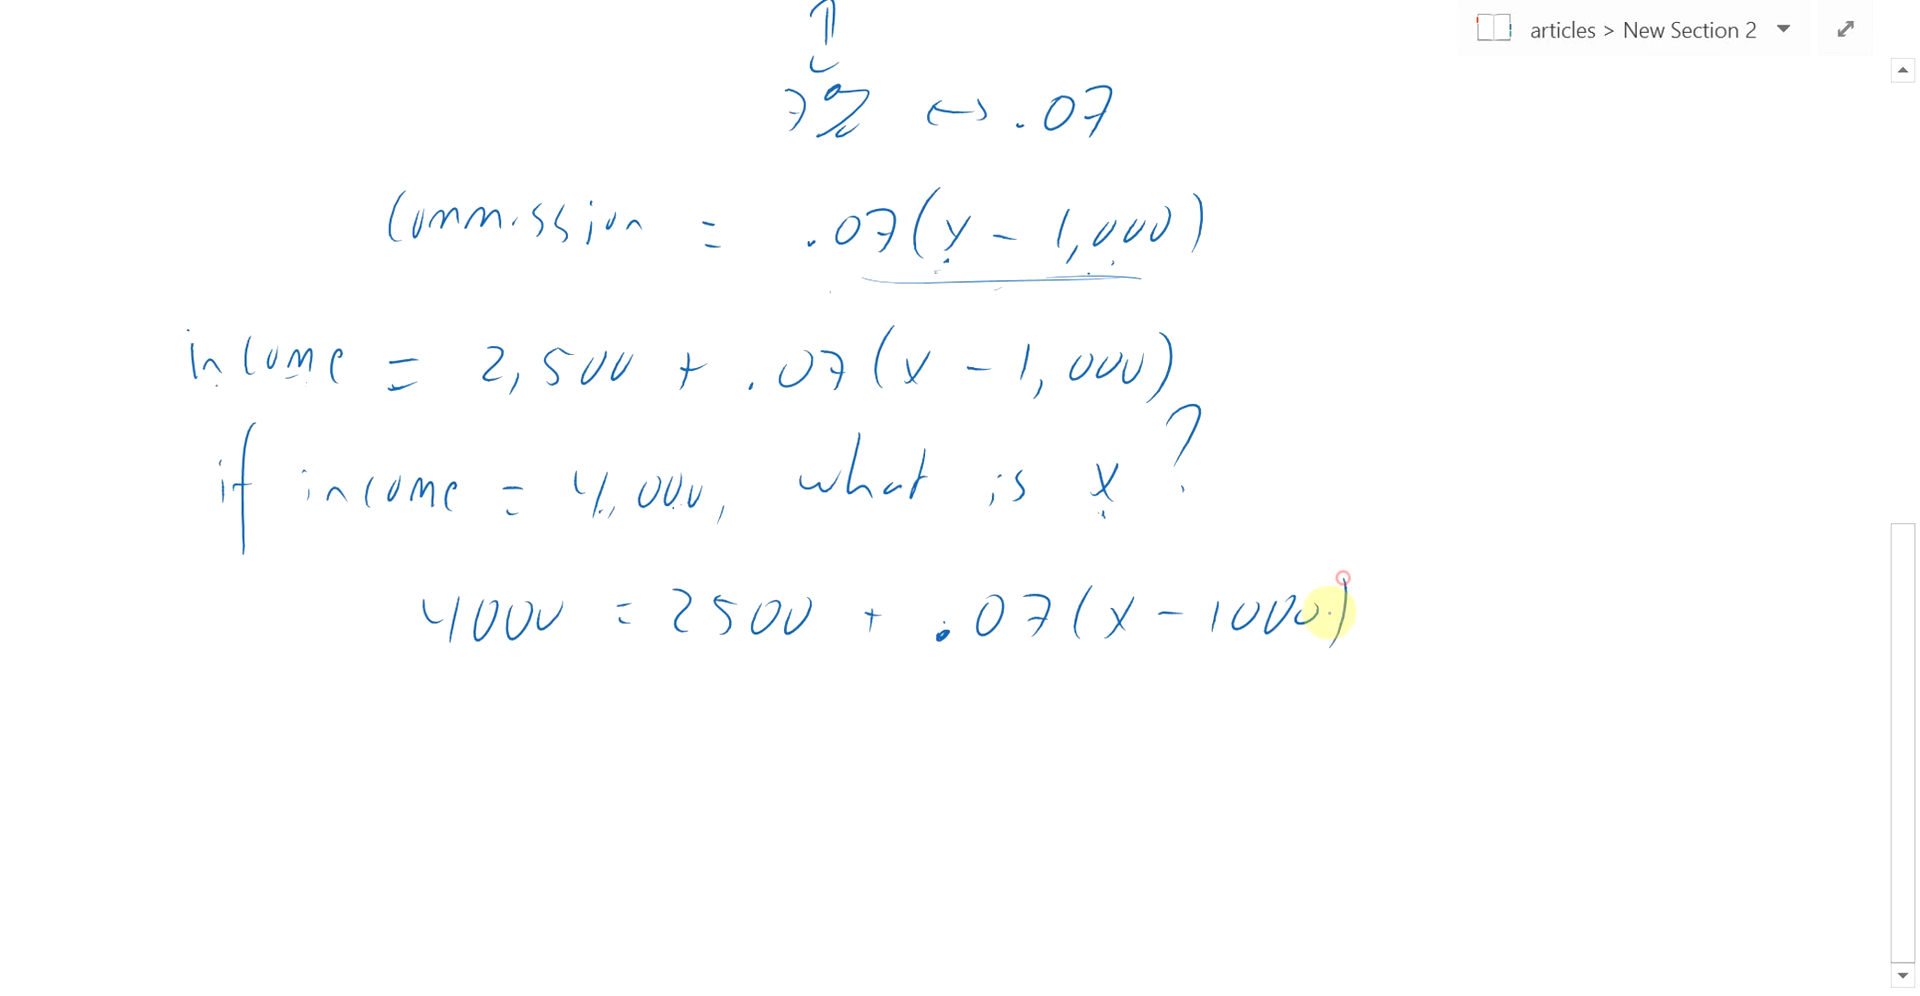 articles > New Section 2
7% ↔ .07
Commission = .07(x - 1,000)
income = 2,500 + .07(x - 1,000)
if income = 4,000, what is x?
4000 = 2500 + .07(x - 1000)